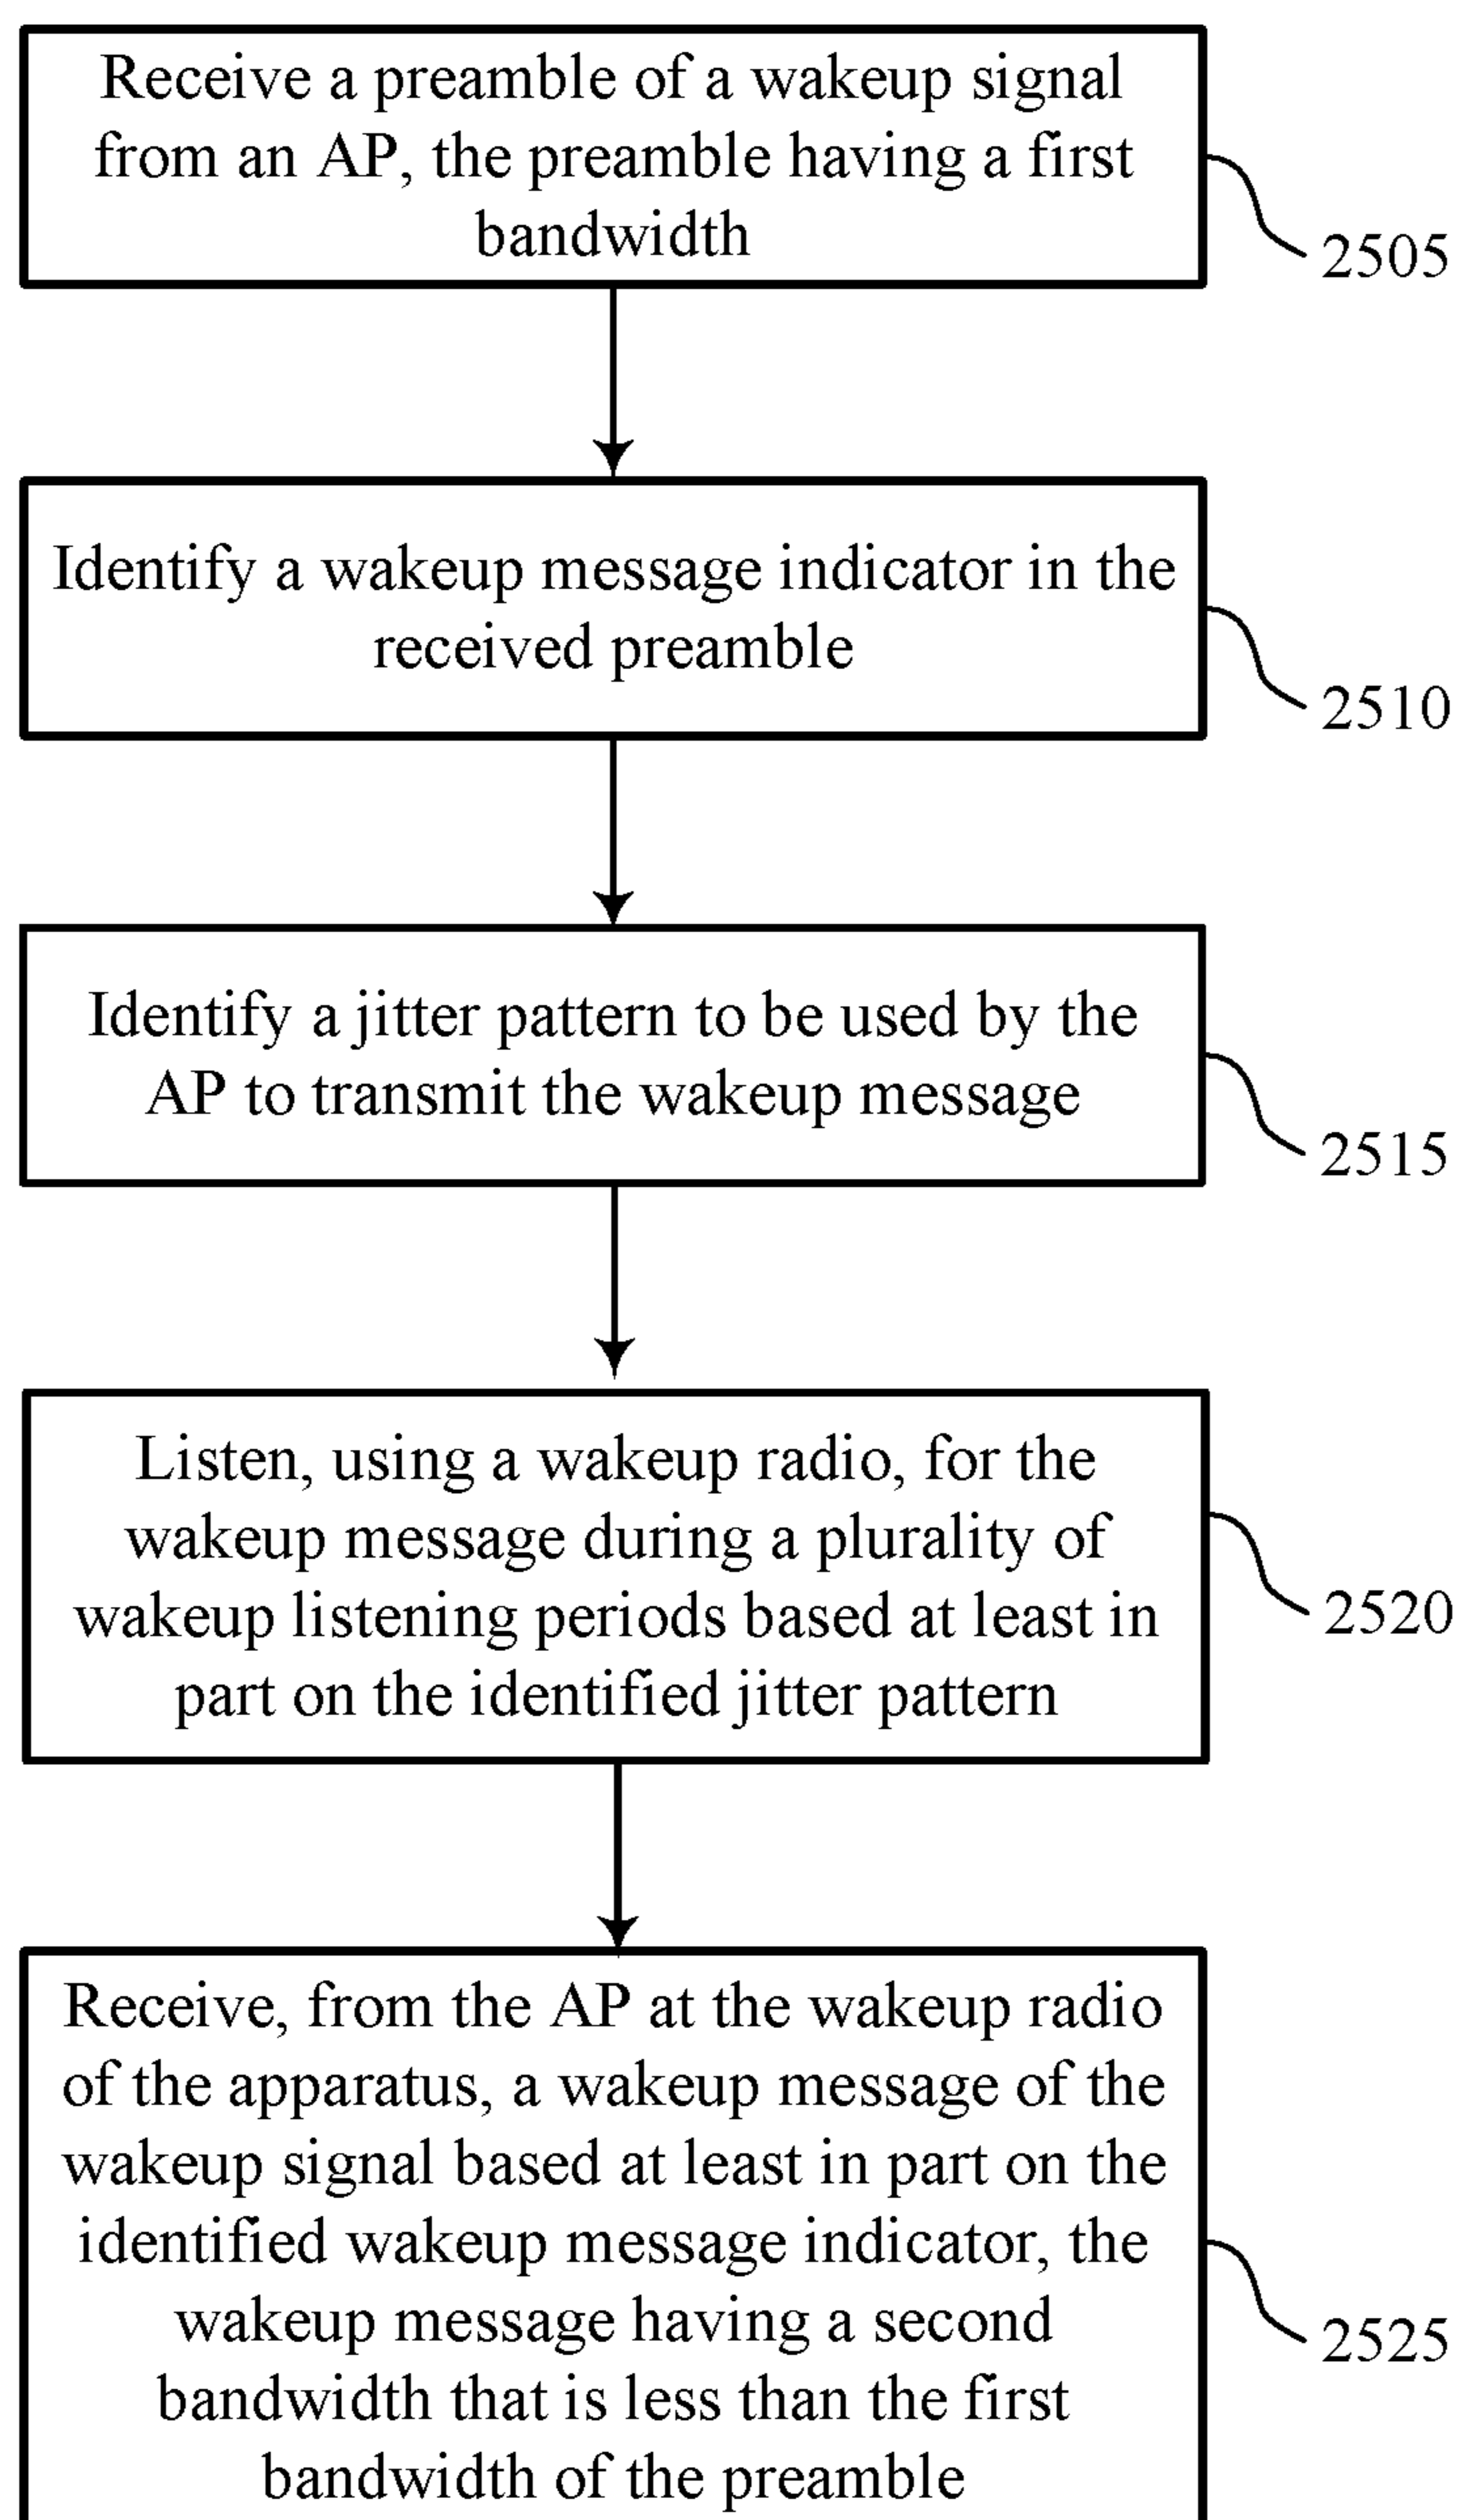 Receive a preamble of a wakeup signal
from an AP, the preamble having a first
bandwidth
2505
Identify a wakeup message indicator in the
received preamble
2510
Identify a jitter pattern to be used by the
AP to transmit the wakeup message
2515
Listen, using a wakeup radio, for the
wakeup message during a plurality of
wakeup listening periods based at least in
part on the identified jitter pattern
2520
Receive, from the AP at the wakeup radio
of the apparatus, a wakeup message of the
wakeup signal based at least in part on the
identified wakeup message indicator, the
wakeup message having a second
bandwidth that is less than the first
bandwidth of the preamble
2525